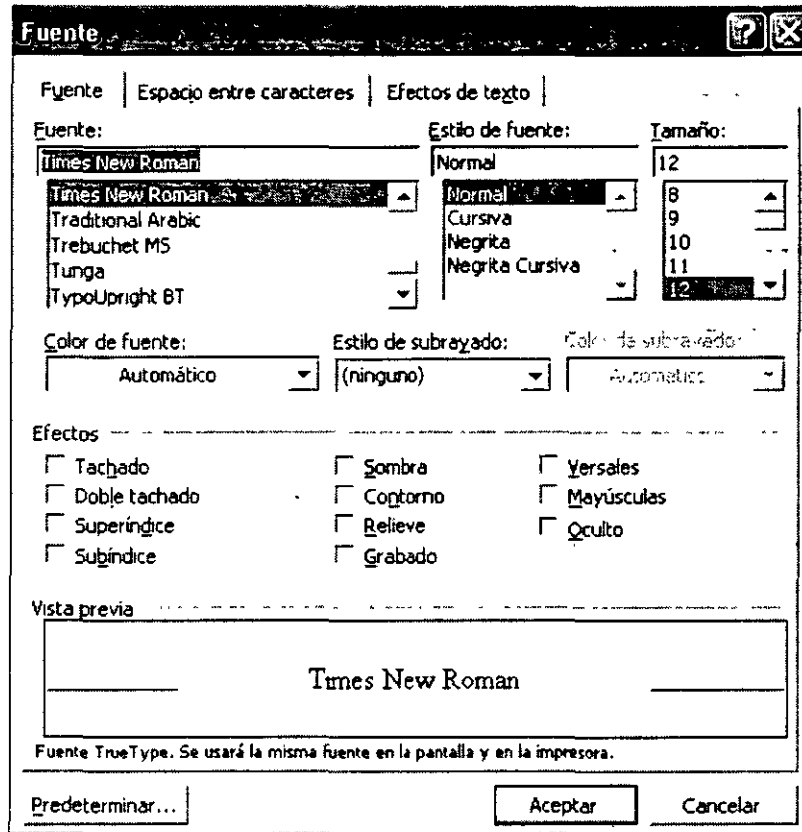 Fuente
Fuente Espacio entre caracteres Efectos de texto
Fuente: Estilo de fuente: Tamaño:
Times New Roman Normal 12
Times New Roman Normal 8
Traditional Arabic Cursiva 9
Trebuchet MS Negrita 10
Tunga Negrita Cursiva 11
TypoUpright BT 12
Color de fuente: Estilo de subrayado: Color de subrayado:
Automático (ninguno) Automático
Efectos
Tachado Sombra Versales
Doble tachado Contorno Mayúsculas
Superíndice Relieve Oculto
Subíndice Grabado
Vista previa
Times New Roman
Fuente TrueType. Se usará la misma fuente en la pantalla y en la impresora.
Predeterminar... Aceptar Cancelar